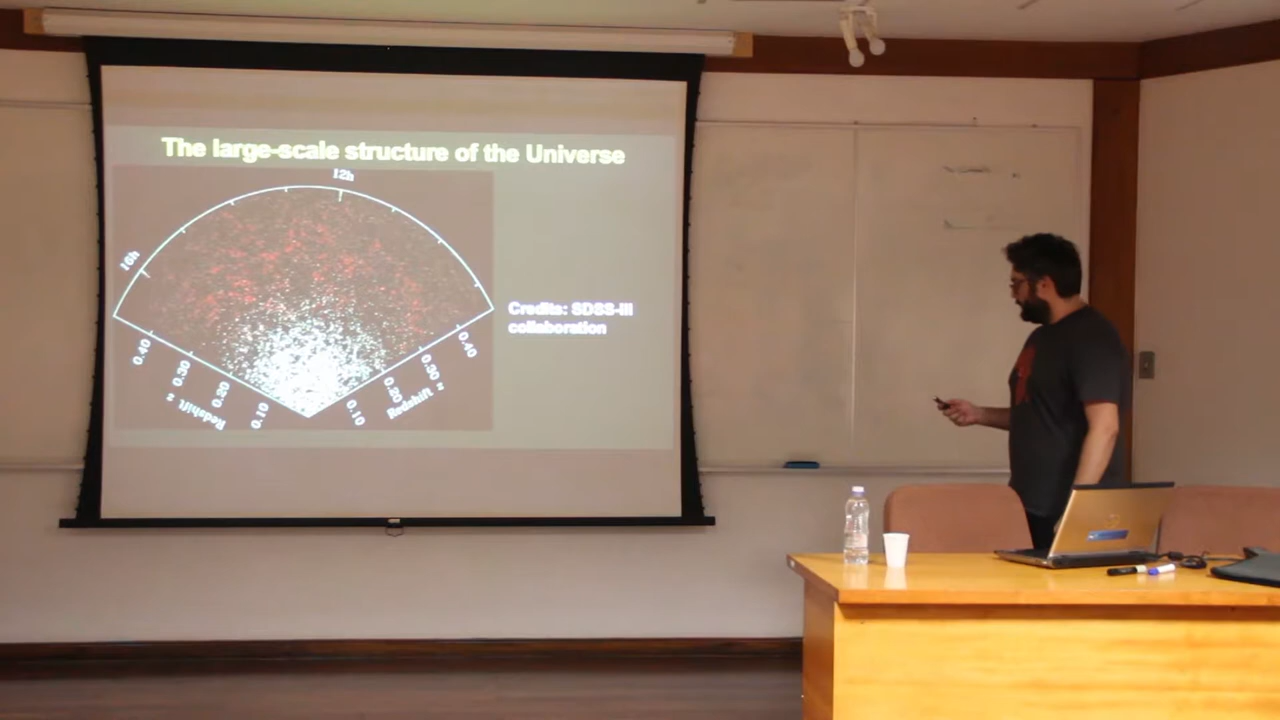 The large-scale structure of the Universe
12h
16h
0.40
0.30
0.20
0.10
Redshift z
0.10
0.20
0.30
0.40
Redshift z
Credits: SDSS-III
collaboration